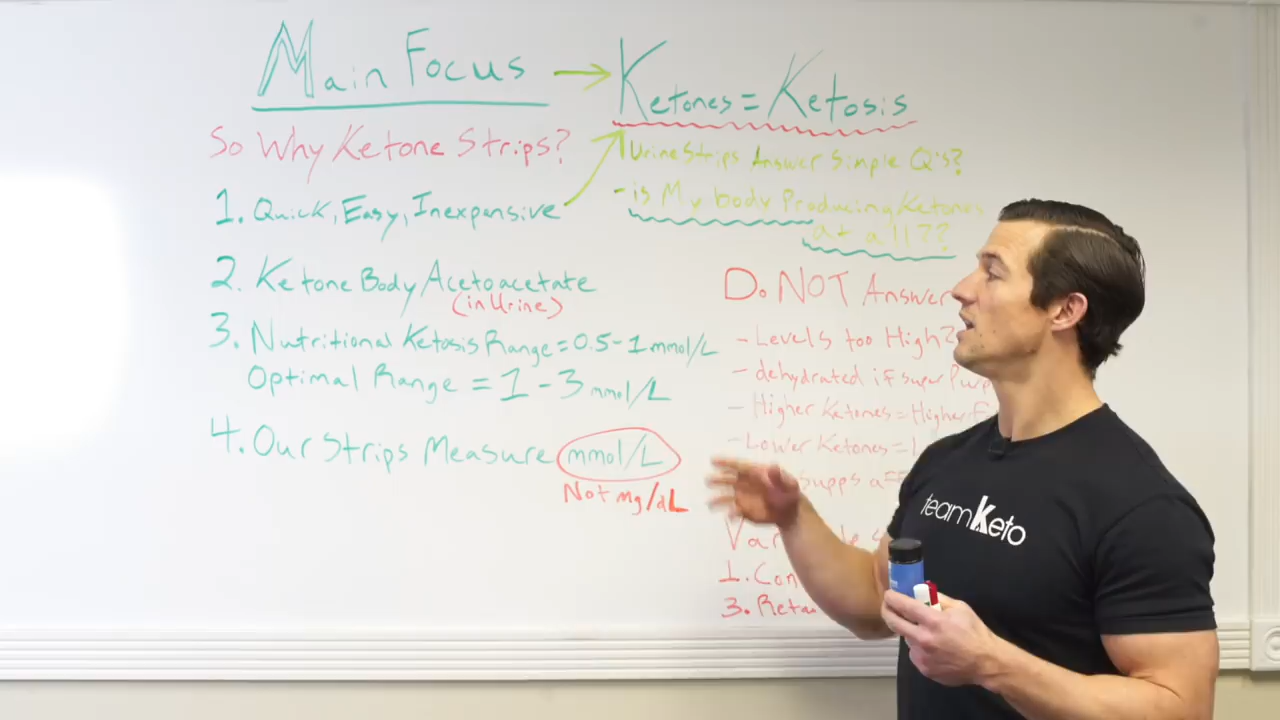 Main Focus → Ketones = Ketosis
So Why Ketone Strips?
1. Quick, Easy, Inexpensive
2. Ketone Body Acetoacetate
(in Urine)
3. Nutritional Ketosis Range = 0.5-1 mmol/L
Optimal Range = 1-3 mmol/L
4. Our Strips Measure mmol/L
Not mg/dL
Urine Strips Answer Simple Q's?
- is My body Producing Ketones
at all??
Do NOT Answer
- Levels too High?
- dehydrated if super
- Higher Ketones = Higher
- Lower Ketones =
supps
1.
3.
teamKeto